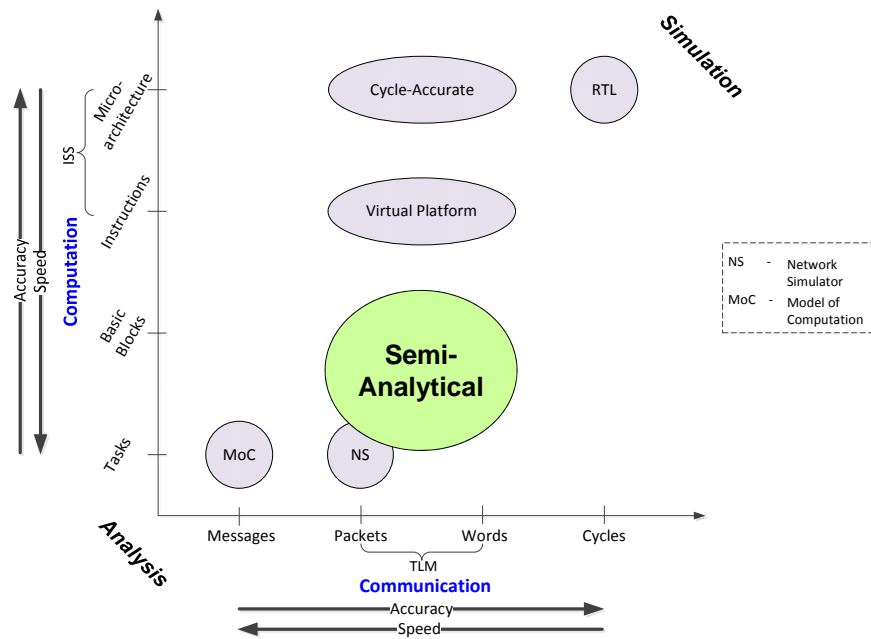 Simulation
Cycle-Accurate
RTL
Micro-
architecture
ISS
Virtual Platform
Instructions
Accuracy
Speed
Computation
NS - Network
Simulator
MoC - Model of
Computation
Basic
Blocks
Semi-
Analytical
Tasks
MoC
NS
Analysis
Messages
Packets
Words
Cycles
TLM
Communication
Accuracy
Speed